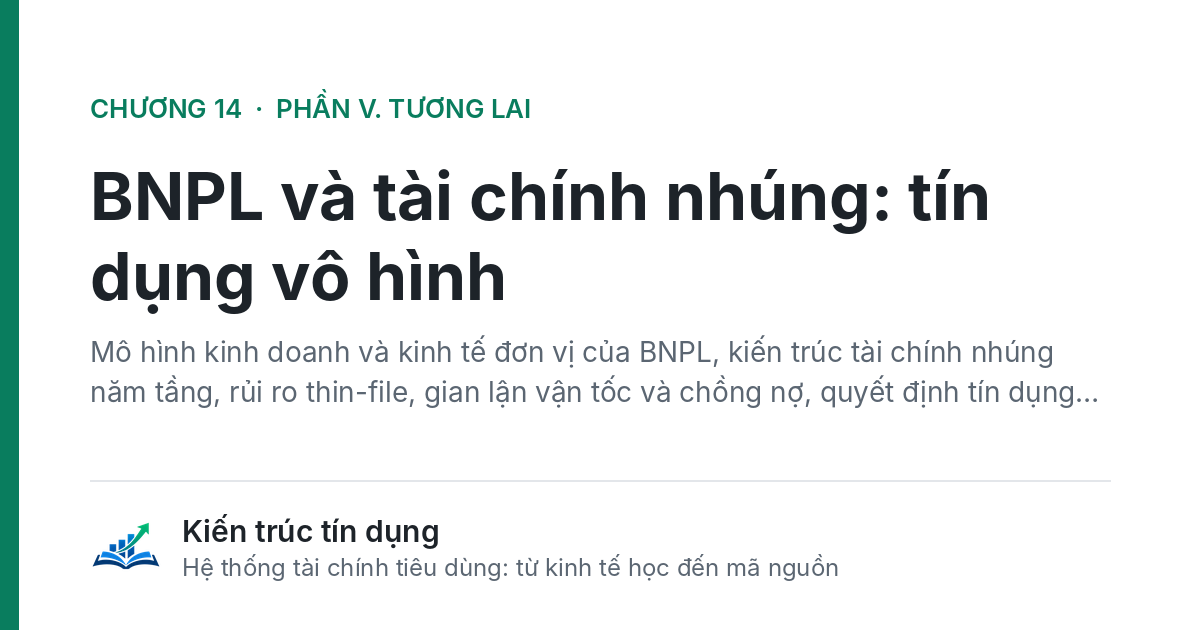 CHƯƠNG 14 · PHẦN V. TƯƠNG LAI
BNPL và tài chính nhúng: tín
dụng vô hình
Mô hình kinh doanh và kinh tế đơn vị của BNPL, kiến trúc tài chính nhúng
năm tầng, rủi ro thin-file, gian lận vận tốc và chồng nợ, quyết định tín dụng...
Kiến trúc tín dụng
Hệ thống tài chính tiêu dùng: từ kinh tế học đến mã nguồn